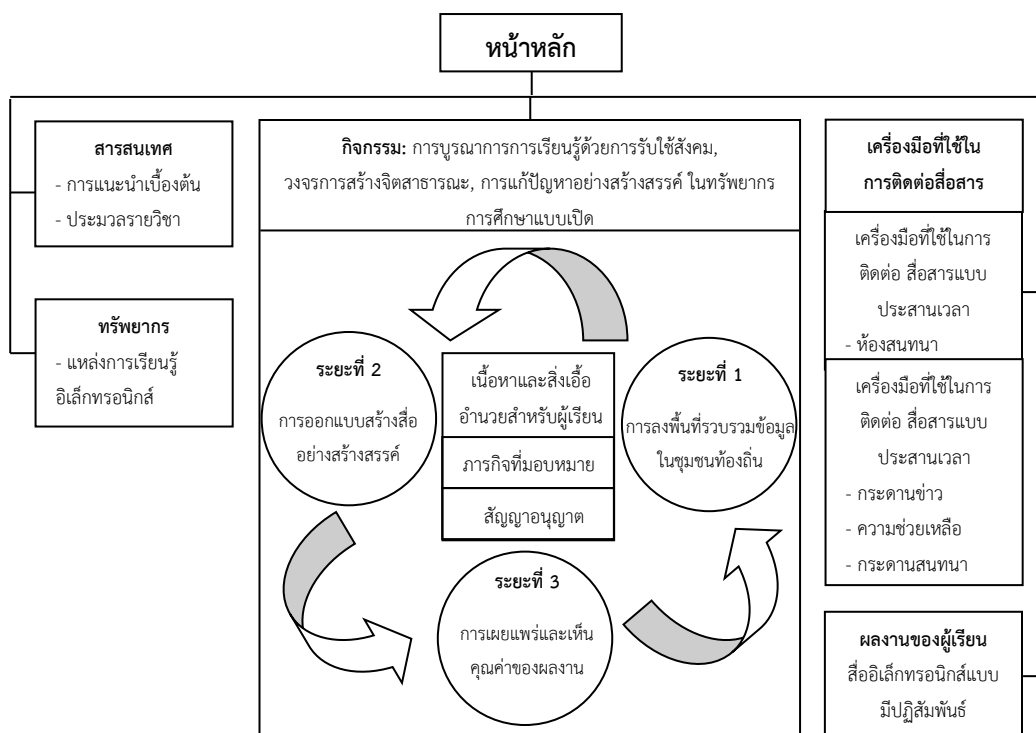 หน้าหลัก
สารสนเทศ
- การแนะนำเบื้องต้น
- ประมวลรายวิชา
ทรัพยากร
- แหล่งการเรียนรู้
อิเล็กทรอนิกส์
กิจกรรม: การบูรณาการการเรียนรู้ด้วยการรับใช้สังคม,
วงจรการสร้างจิตสาธารณะ, การแก้ปัญหาอย่างสร้างสรรค์ ในทรัพยากร
การศึกษาแบบเปิด
ระยะที่ 1
การลงพื้นที่รวบรวมข้อมูล
ในชุมชนท้องถิ่น
ระยะที่ 2
การออกแบบสร้างสื่อ
อย่างสร้างสรรค์
เนื้อหาและสิ่งเอื้อ
อำนวยสำหรับผู้เรียน
ภารกิจที่มอบหมาย
สัญญาอนุญาต
ระยะที่ 3
การเผยแพร่และเห็น
คุณค่าของผลงาน
เครื่องมือที่ใช้ใน
การติดต่อสื่อสาร
เครื่องมือที่ใช้ในการ
ติดต่อ สื่อสารแบบ
ประสานเวลา
- ห้องสนทนา
เครื่องมือที่ใช้ในการ
ติดต่อ สื่อสารแบบ
ประสานเวลา
- กระดานข่าว
- ความช่วยเหลือ
- กระดานสนทนา
ผลงานของผู้เรียน
สื่ออิเล็กทรอนิกส์แบบ
มีปฏิสัมพันธ์